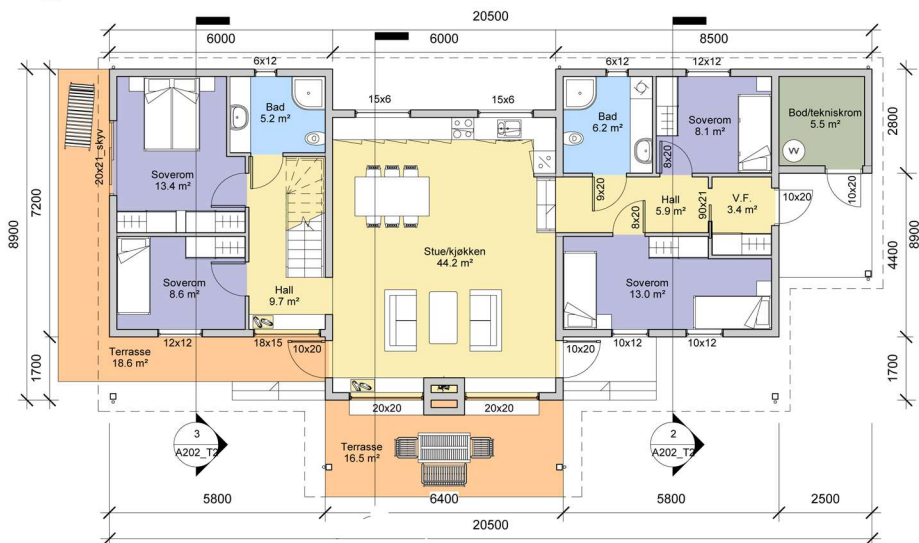 20500
6000
6000
8500
6x12
6x12
12x12
15x6
15x6
8900
7200
1700
20x21_skyv
Soverom
13.4 m²
Bad
5.2 m²
Bad
6.2 m²
Soverom
8.1 m²
Bod/tekniskrom
5.5 m²
VV
8x20
9x20
8x20
Hall
5.9 m²
90x21
V.F.
3.4 m²
10x20
10x20
2800
4400
8900
1700
Stue/kjøkken
44.2 m²
Soverom
8.6 m²
Hall
9.7 m²
Soverom
13.0 m²
12x12
18x15
10x20
10x20
10x12
10x12
Terrasse
18.6 m²
20x20
20x20
Terrasse
16.5 m²
3
A202_T2
2
A202_T2
5800
6400
5800
2500
20500